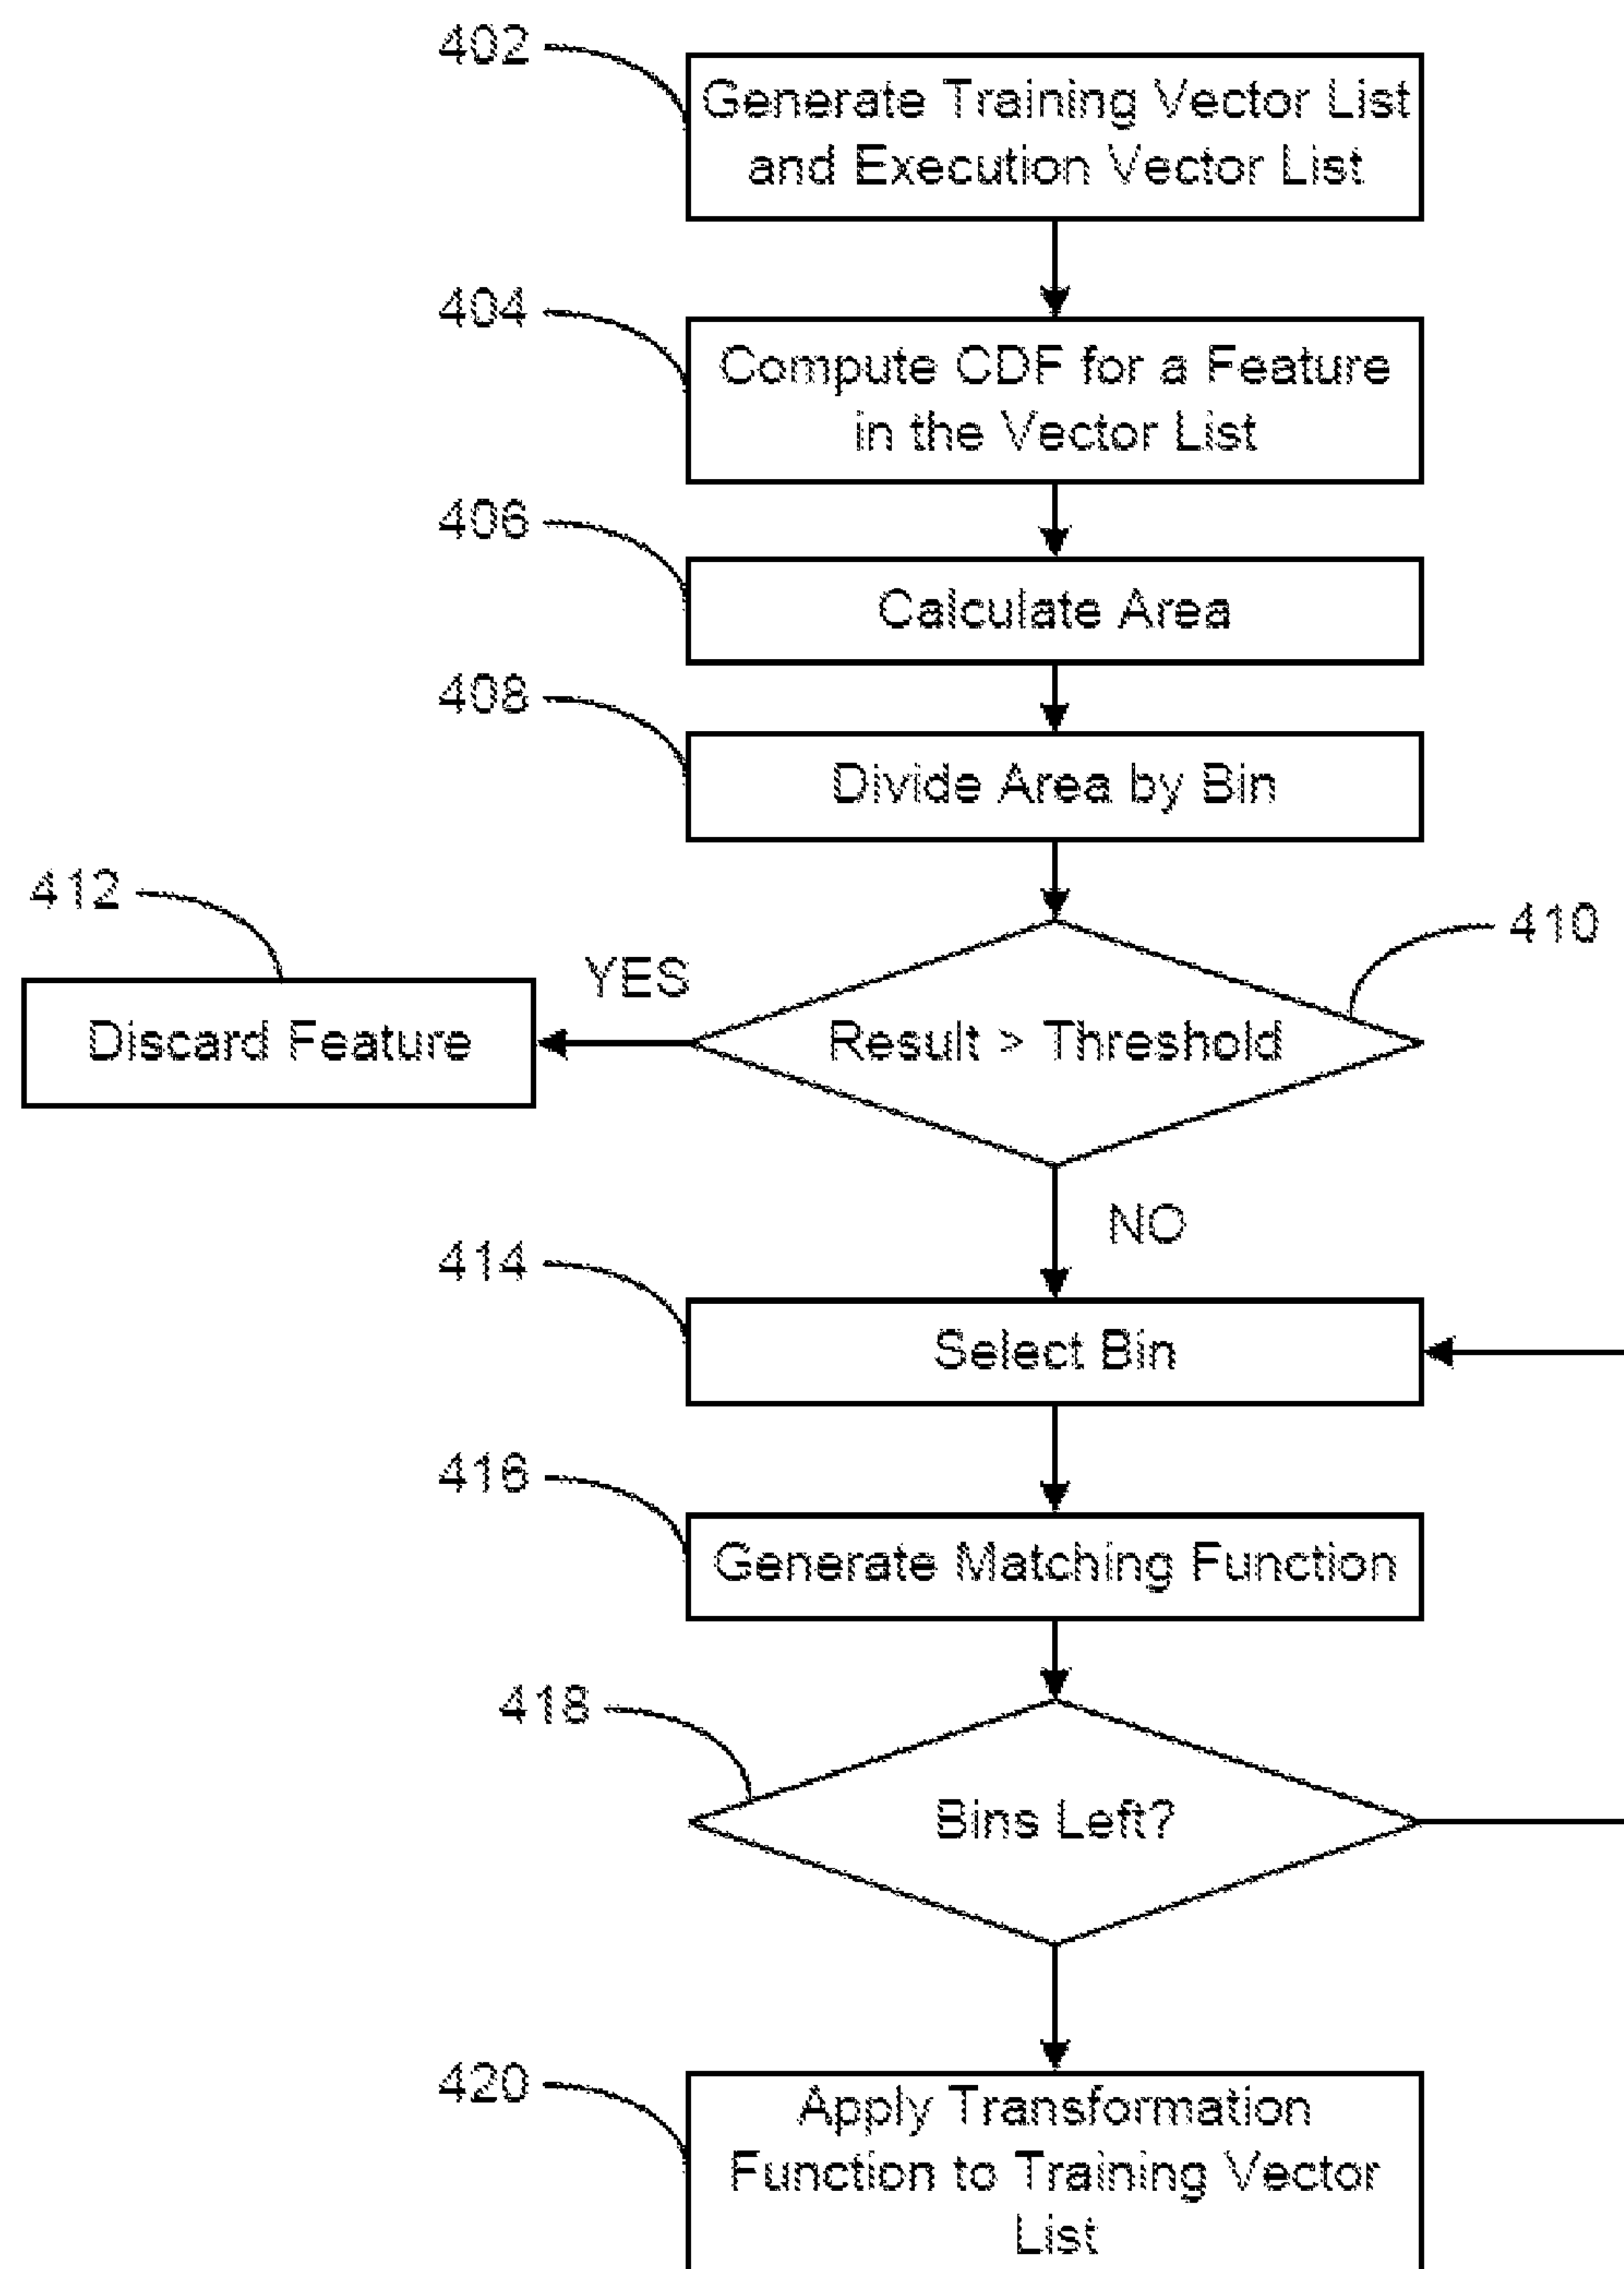 402
Generate Training Vector List
and Execution Vector List
404
Compute CDF for a Feature
in the Vector List
406
Calculate Area
408
Divide Area by Bin
412
410
YES
Discard Feature
Result > Threshold
NO
414
Select Bin
416
Generate Matching Function
418
Bins Left?
420
Apply Transformation
Function to Training Vector
List